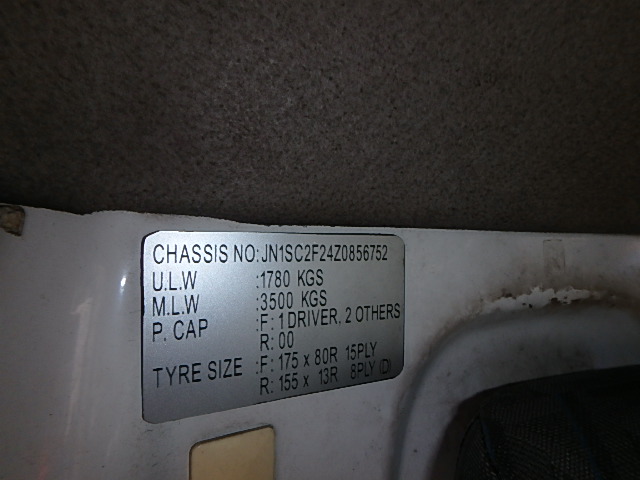 CHASSIS NO: JN1SC2F24Z0856752
U.L.W :1780 KGS
M.L.W :3500 KGS
P. CAP :F: 1 DRIVER, 2 OTHERS
R: 00
TYRE SIZE :F: 175 x 80R 15PLY
R: 155 x 13R 8PLY (D)